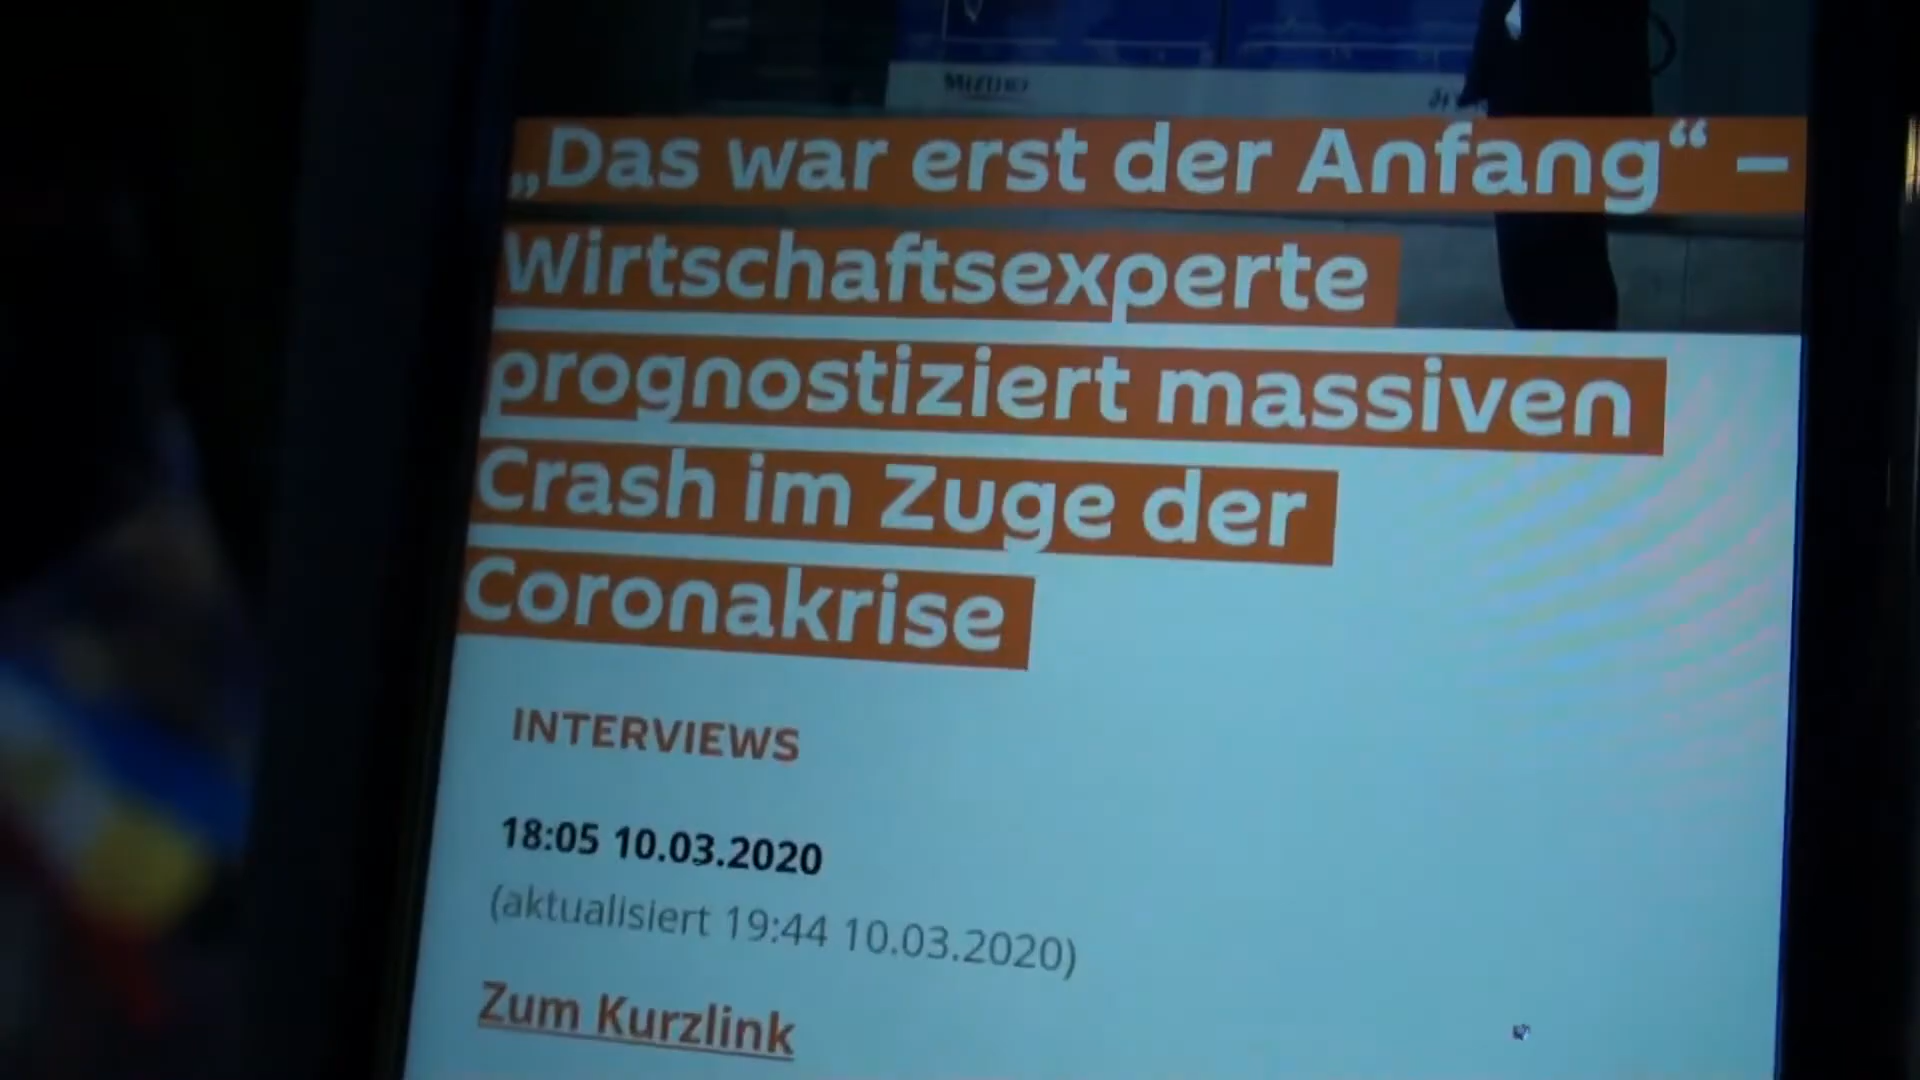 MIZUHO
„Das war erst der Anfang“ –
Wirtschaftsexperte
prognostiziert massiven
Crash im Zuge der
Coronakrise
INTERVIEWS
18:05 10.03.2020
(aktualisiert 19:44 10.03.2020)
Zum Kurzlink